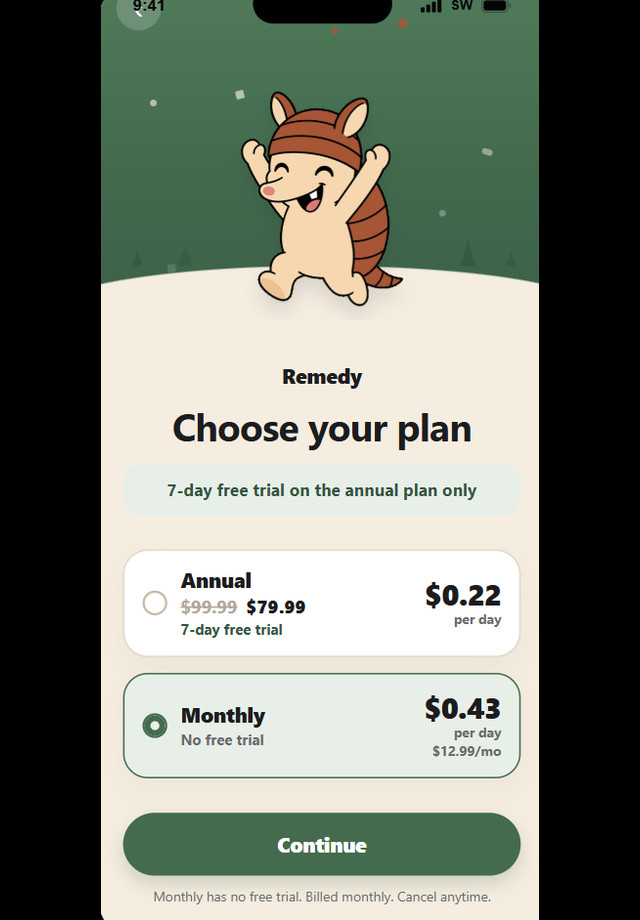 9:41
SW
Remedy
Choose your plan
7-day free trial on the annual plan only
Annual
$99.99 $79.99
7-day free trial
$0.22
per day
Monthly
No free trial
$0.43
per day
$12.99/mo
Continue
Monthly has no free trial. Billed monthly. Cancel anytime.